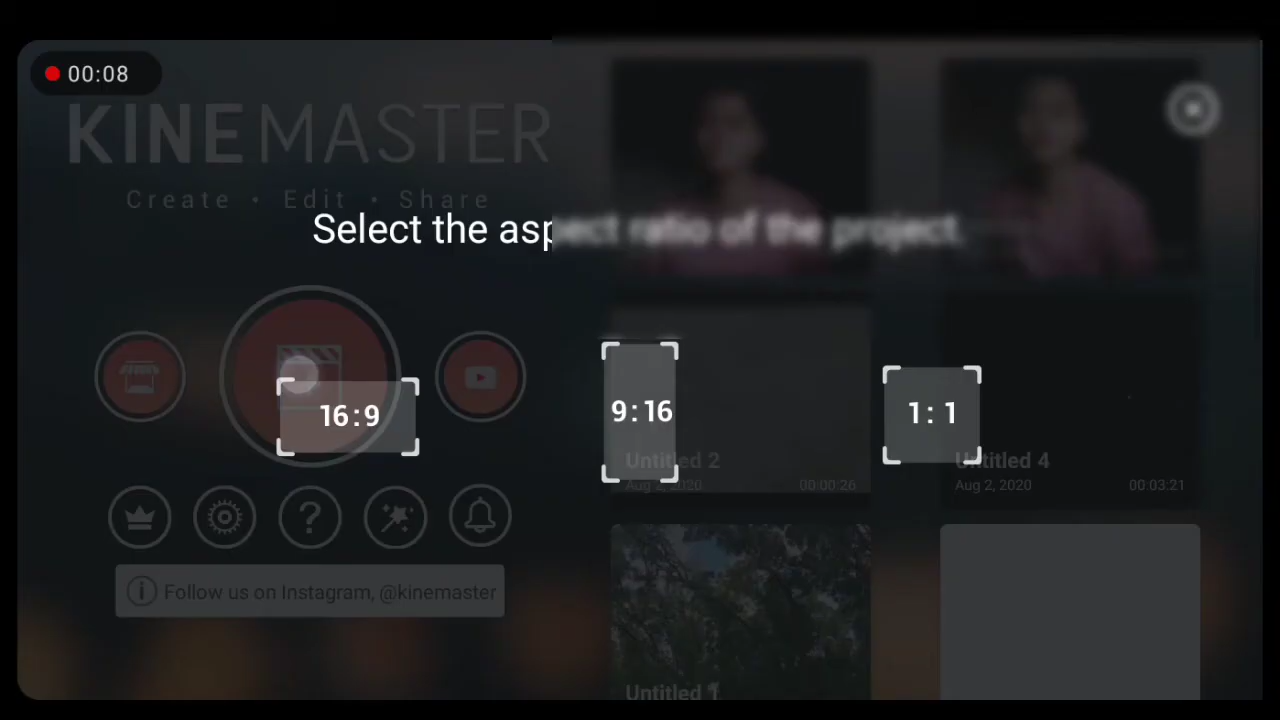 00:08
KINEMASTER
Create • Edit • Share
Select the aspect ratio of the project.
16:9
9:16
1:1
Untitled 2
Aug 2, 2020 00:00:26
Untitled 4
Aug 2, 2020 00:03:21
Follow us on Instagram, @kinemaster
Untitled 1